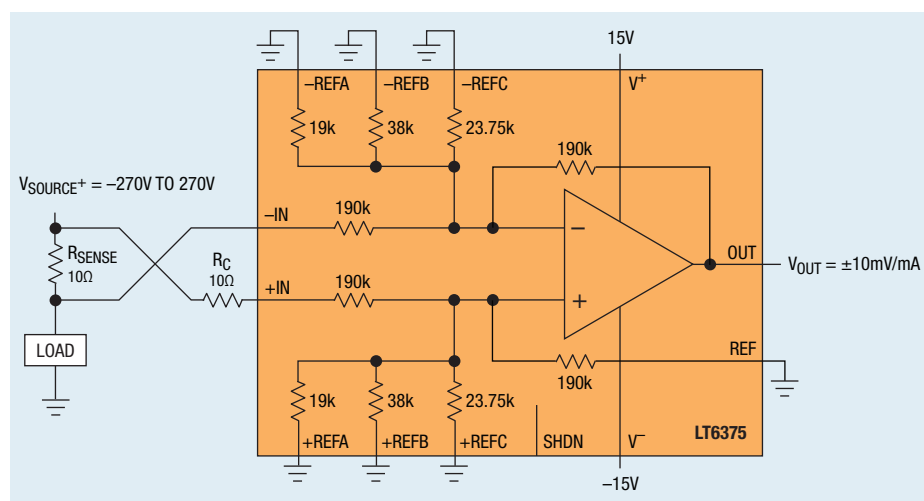 15V
–REFA
–REFB
–REFC
V+
19k
38k
23.75k
190k
VSOURCE+ = –270V TO 270V
–IN
190k
RSENSE
10Ω
RC
10Ω
–
OUT
VOUT = ±10mV/mA
+IN
190k
+
LOAD
REF
190k
19k
38k
23.75k
+REFA
+REFB
+REFC
SHDN
V–
LT6375
–15V